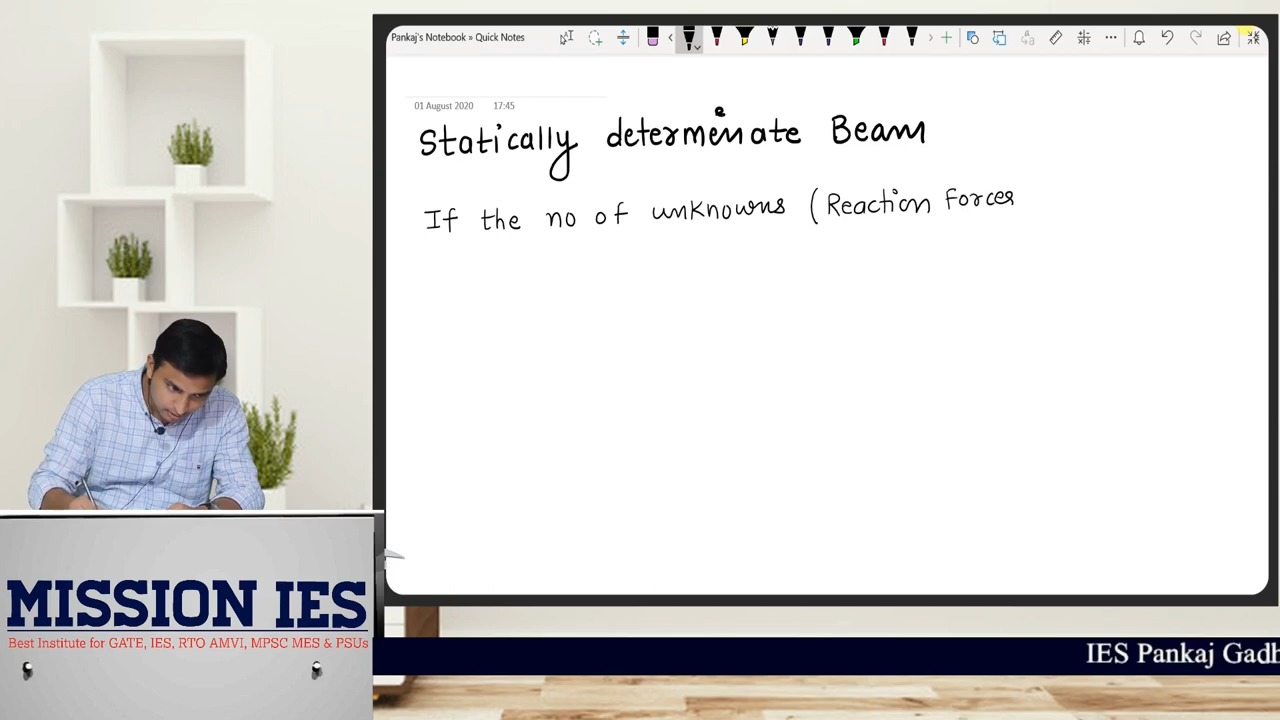 Pankaj's Notebook » Quick Notes
01 August 2020 17:45
Statically determinate Beam
If the no of unknowns (Reaction Forces
MISSION IES
Best Institute for GATE, IES, RTO AMVI, MPSC MES & PSUs
IES Pankaj Gadh